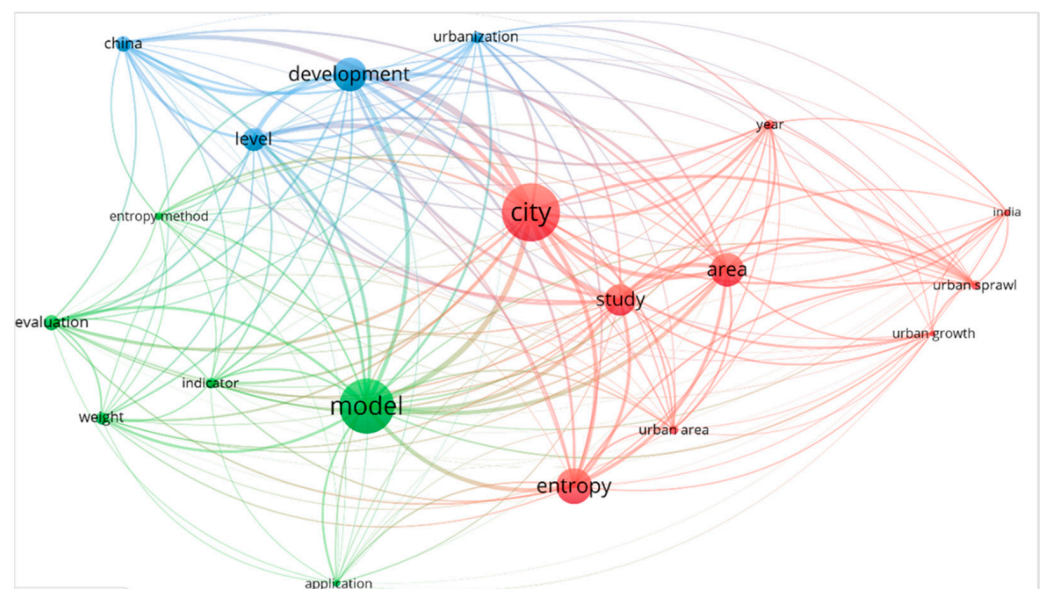 urbanization
china
development
year
level
city
india
entropy method
area
urban sprawl
study
evaluation
urban growth
indicator
model
weight
urban area
entropy
application